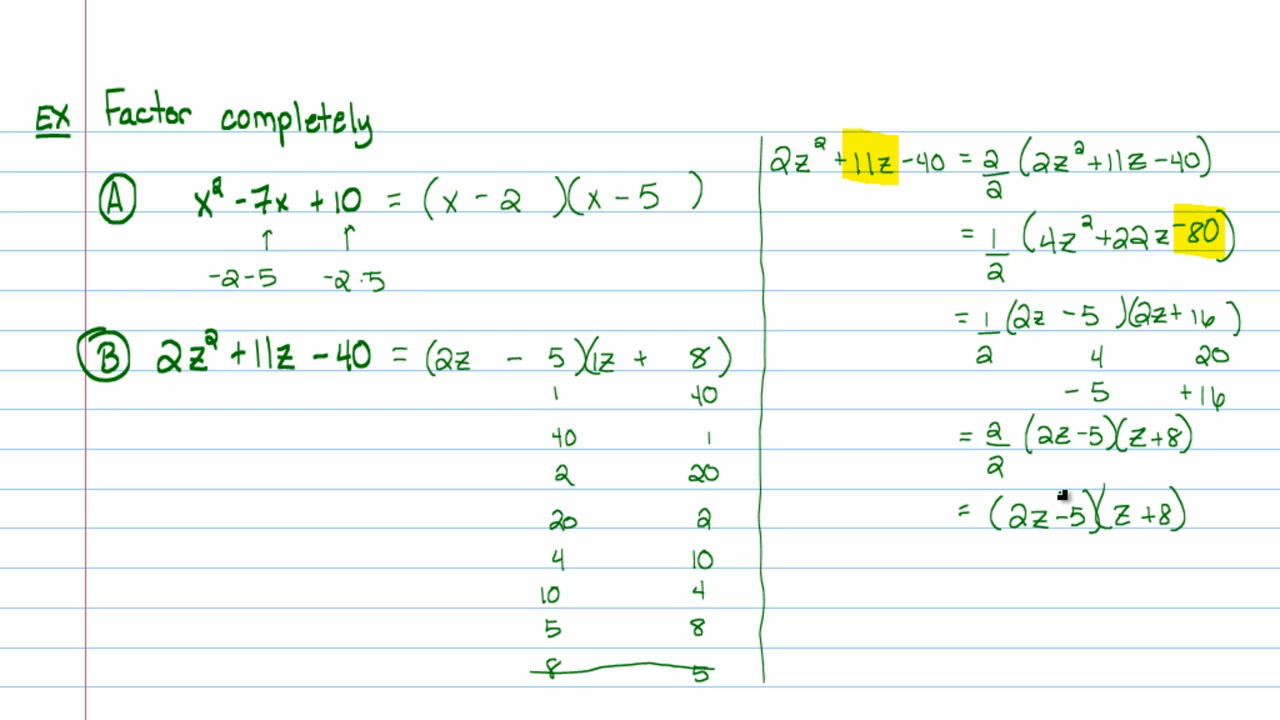 EX Factor completely
Ⓐ x² - 7x + 10 = (x - 2 )(x - 5 )
↑ ↑
-2-5 -2·5
Ⓑ 2z² + 11z - 40 = (2z - 5)(1z + 8)
1 40
40 1
2 20
20 2
4 10
10 4
5 8
8 5
2z² + 11z - 40 = 2/2 (2z² + 11z - 40)
= 1/2 (4z² + 22z - 80)
= 1/2 (2z - 5 )(2z + 16 )
4 20
- 5 + 16
= 2/2 (2z - 5)(z + 8)
= (2z - 5)(z + 8)